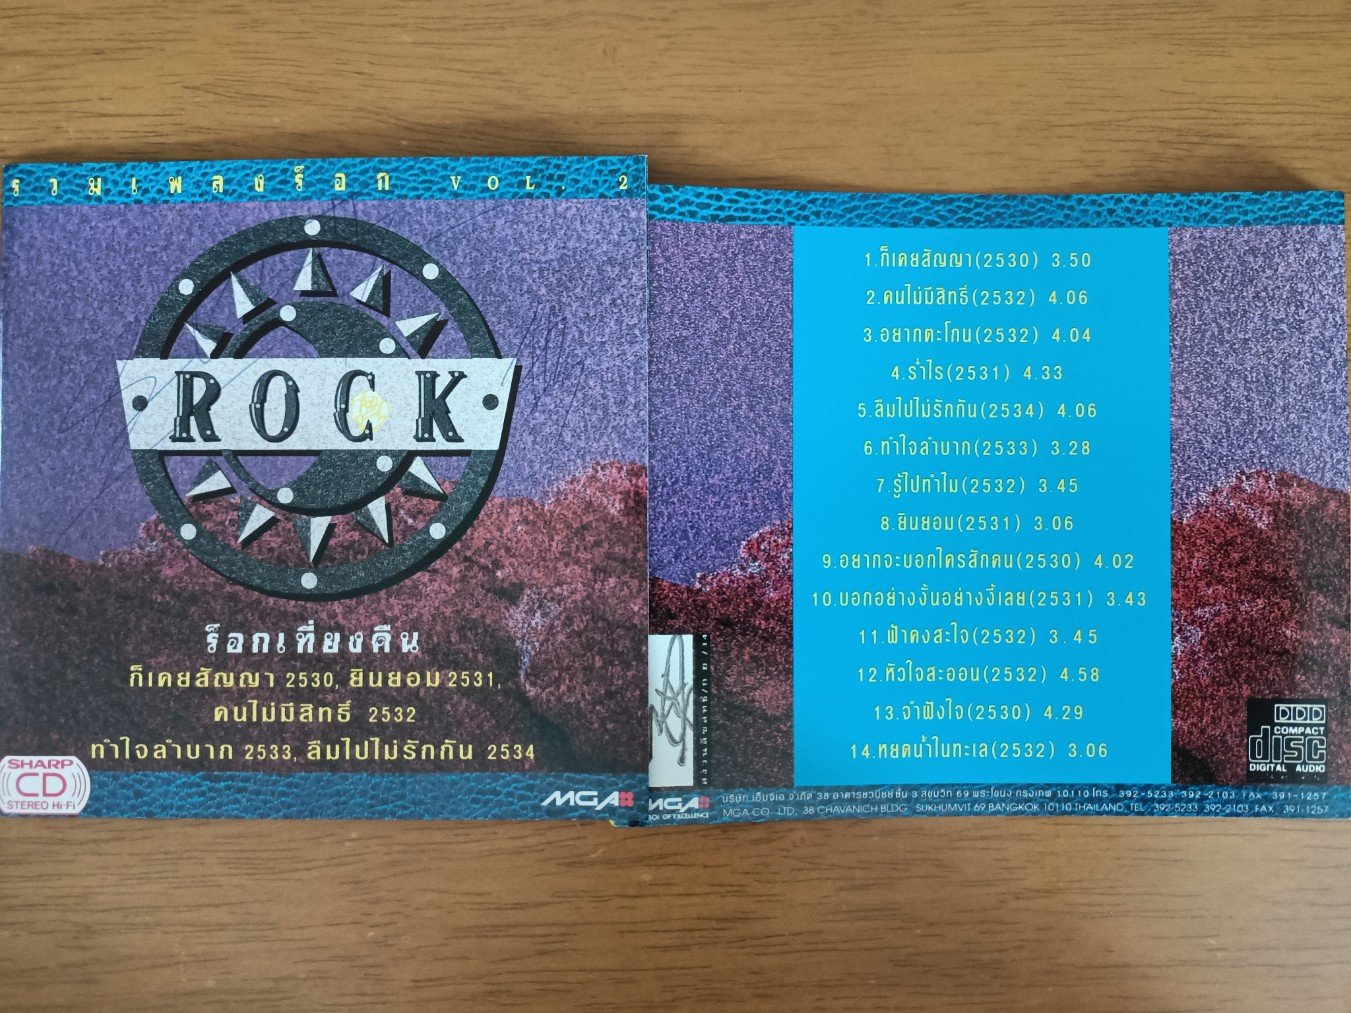 รวมเพลงร็อก VOL. 2
ROCK
ร็อกเที่ยงคืน
ก็เคยสัญญา 2530, ยินยอม 2531,
คนไม่มีสิทธิ์ 2532
ทำใจลำบาก 2533, ลืมไปไม่รักกัน 2534
SHARP
CD
STEREO Hi-Fi
MGA
1.ก็เคยสัญญา(2530) 3.50
2.คนไม่มีสิทธิ์(2532) 4.06
3.อยากตะโกน(2532) 4.04
4.ร่ำไร(2531) 4.33
5.ลืมไปไม่รักกัน(2534) 4.06
6.ทำใจลำบาก(2533) 3.28
7.รู้ไปทำไม(2532) 3.45
8.ยินยอม(2531) 3.06
9.อยากจะบอกใครสักคน(2530) 4.02
10.บอกอย่างงั้นอย่างงี้เลย(2531) 3.43
11.ฟ้าคงสะใจ(2532) 3.45
12.หัวใจสะออน(2532) 4.58
13.จำฝังใจ(2530) 4.29
14.หยดน้ำในทะเล(2532) 3.06
สงวนลิขสิทธิ์/ก.ย./34
DDD
COMPACT
disc
DIGITAL AUDIO
MGA
บริษัท เอ็มจีเอ จำกัด 38 อาคารชวนิชย์ชั้น 3 สุขุมวิท 69 พระโขนง กรุงเทพ 10110 โทร. 392-5233 392-2103 FAX 391-1257
BOL OF EXCELLENCE
MGA CO. LTD. 38 CHAVANICH BLDG. SUKHUMVIT 69 BANGKOK 10110 THAILAND. TEL. 392-5233 392-2103 FAX. 391-1257